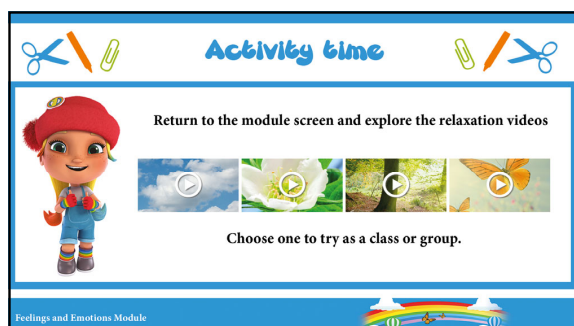 Activity time
Return to the module screen and explore the relaxation videos
Choose one to try as a class or group.
Feelings and Emotions Module